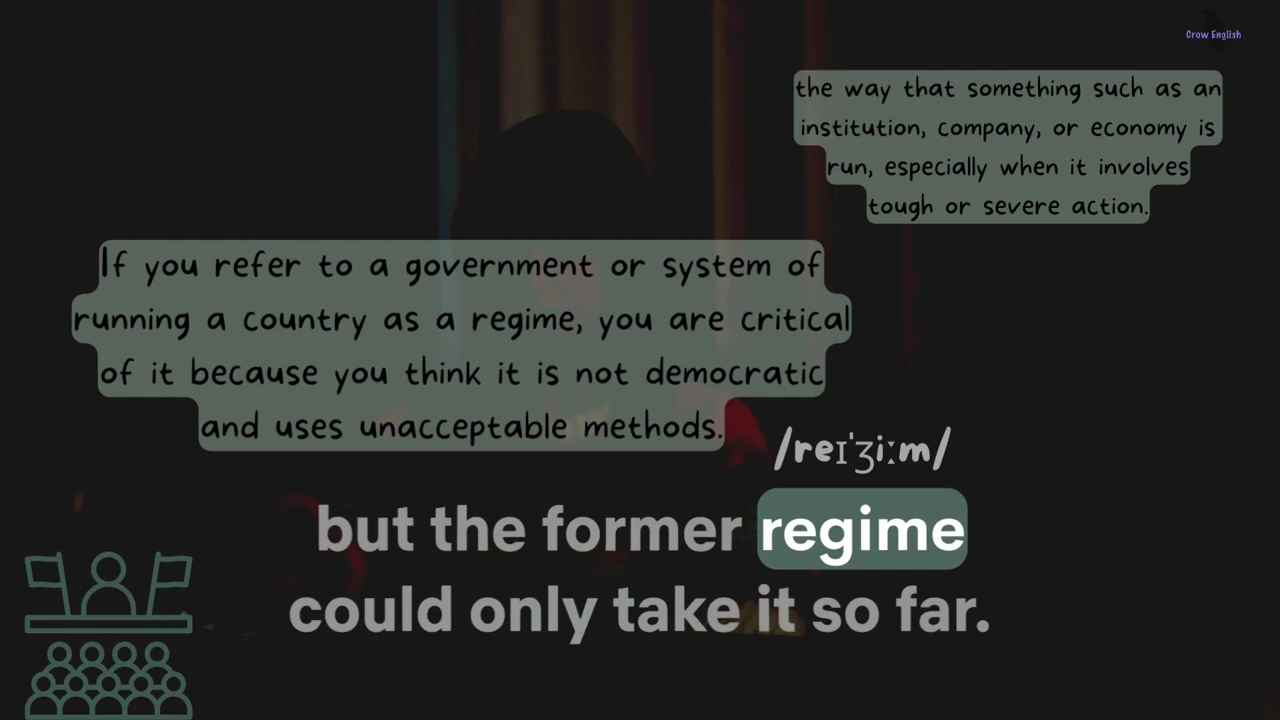 Crow English
the way that something such as an
institution, company, or economy is
run, especially when it involves
tough or severe action.
If you refer to a government or system of
running a country as a regime, you are critical
of it because you think it is not democratic
and uses unacceptable methods.
/reɪˈʒiːm/
but the former regime
could only take it so far.